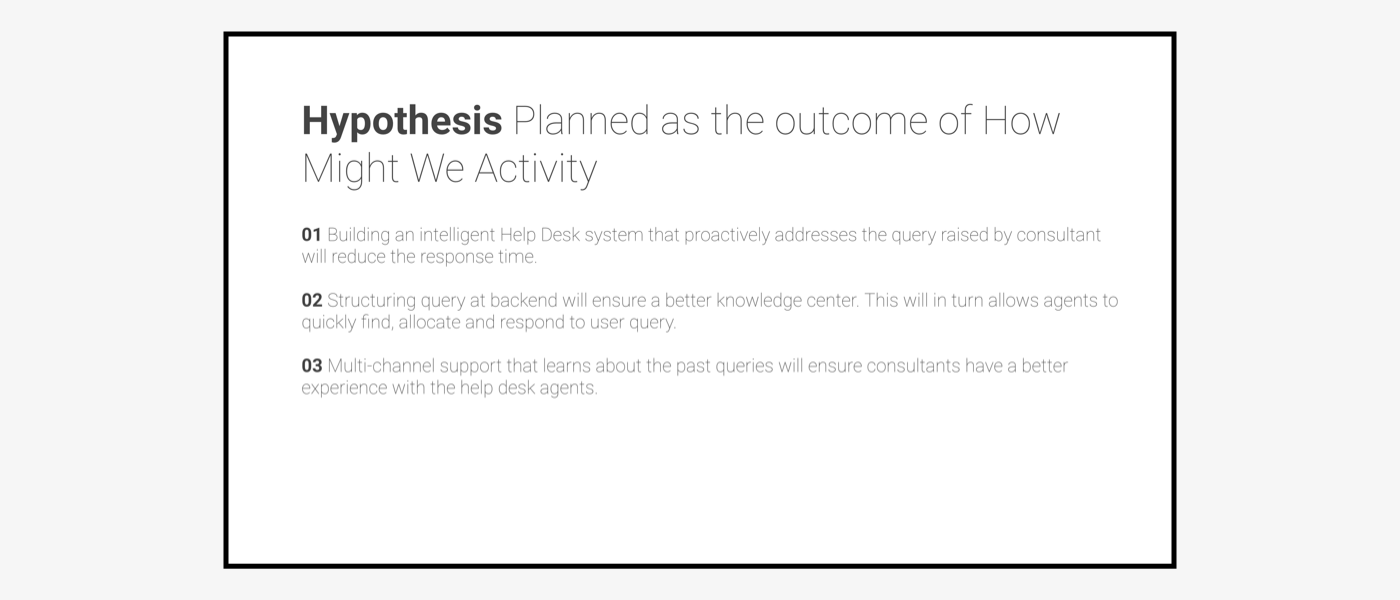 Hypothesis Planned as the outcome of How
Might We Activity
01 Building an intelligent Help Desk system that proactively addresses the query raised by consultant
will reduce the response time.
02 Structuring query at backend will ensure a better knowledge center. This will in turn allows agents to
quickly find, allocate and respond to user query.
03 Multi-channel support that learns about the past queries will ensure consultants have a better
experience with the help desk agents.